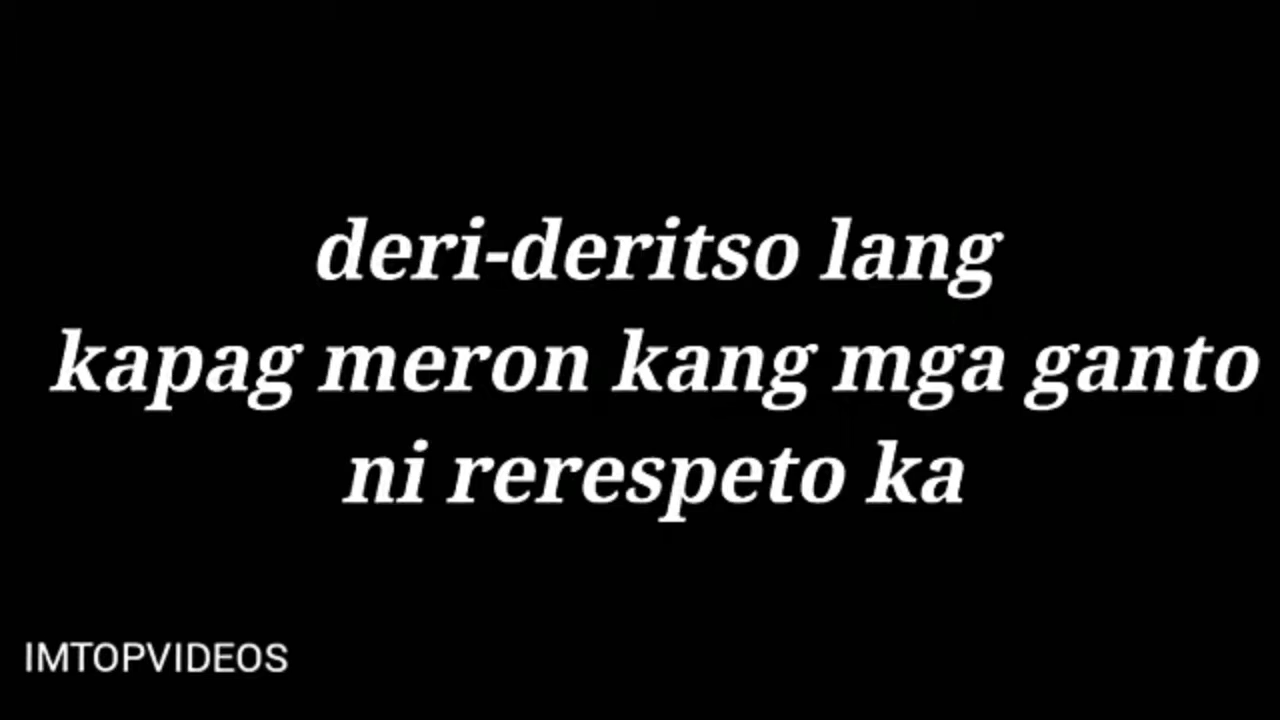 deri-deritso lang
kapag meron kang mga ganto
ni rerespeto ka
IMTOPVIDEOS